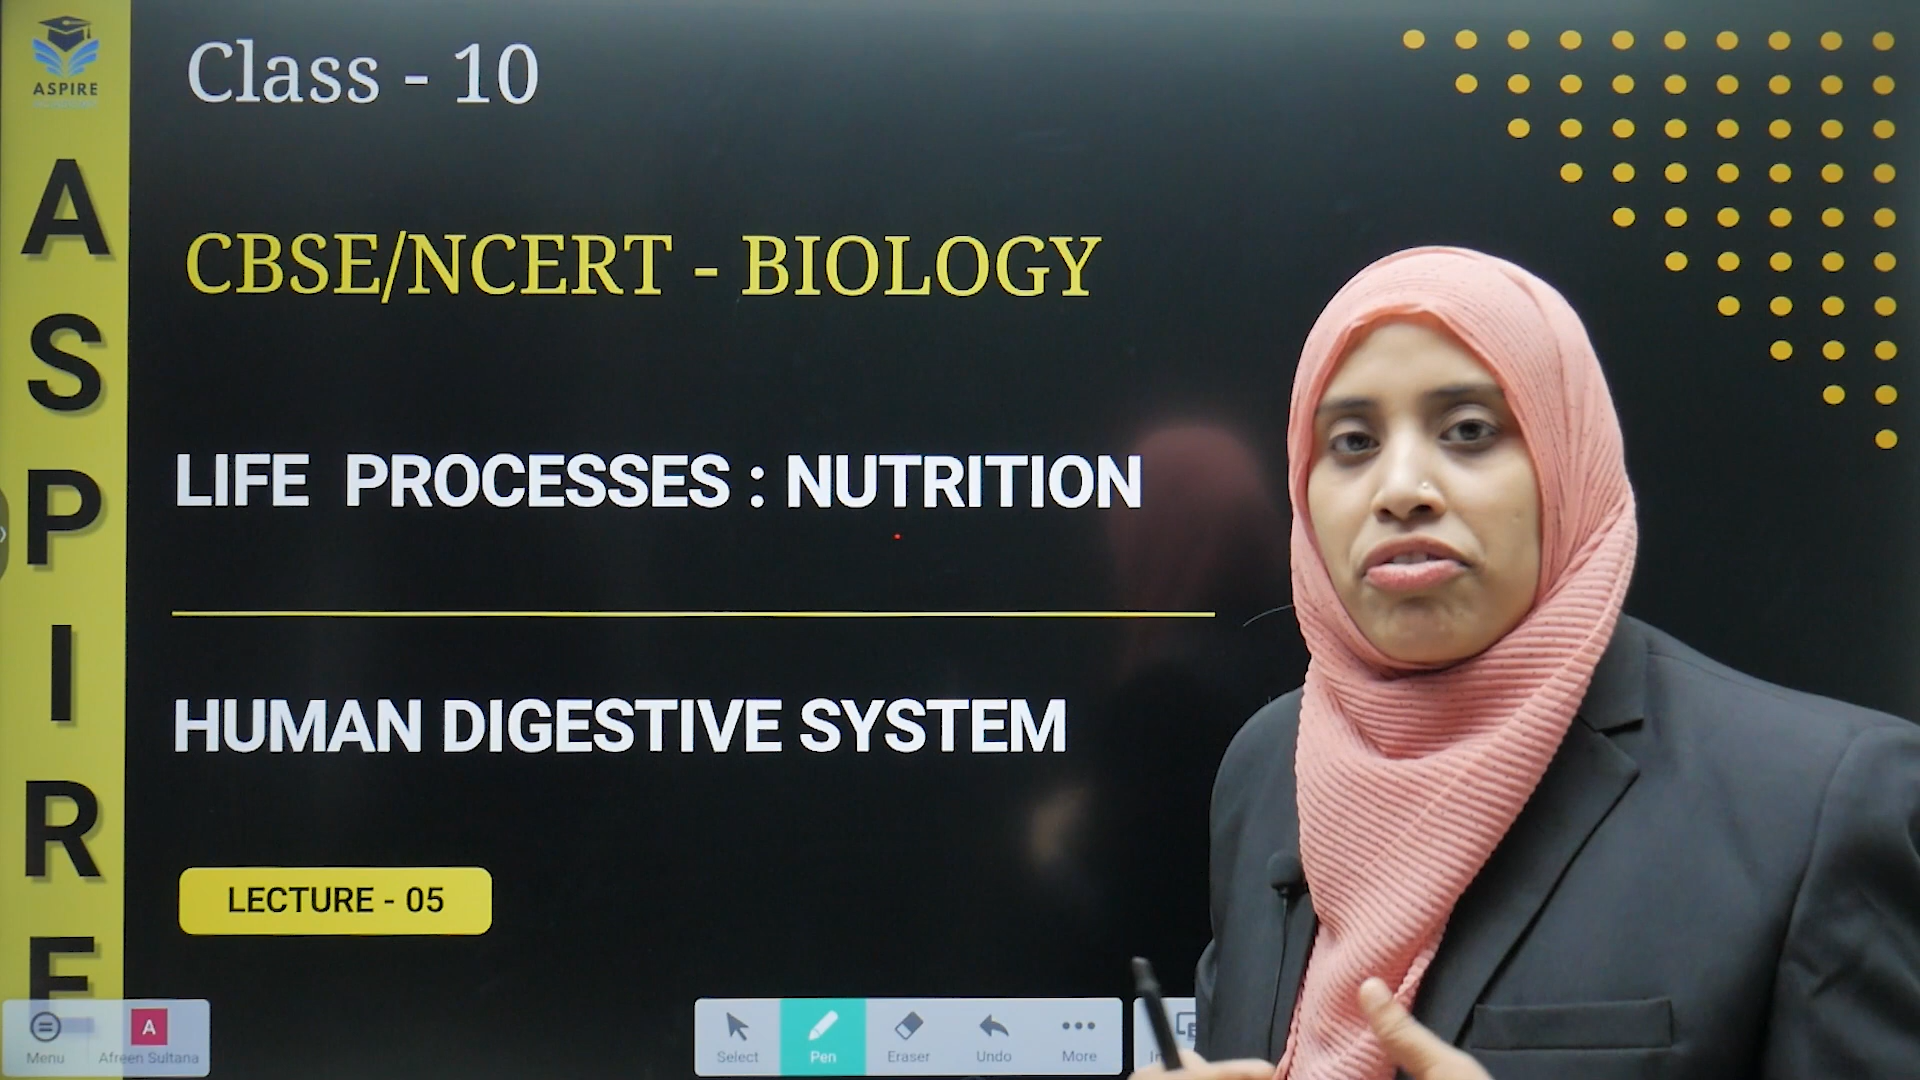 ASPIRE
Class - 10
CBSE/NCERT - BIOLOGY
LIFE PROCESSES : NUTRITION
HUMAN DIGESTIVE SYSTEM
LECTURE - 05
ASPIRE
Menu
A
Afreen Sultana
Select
Pen
Eraser
Undo
More